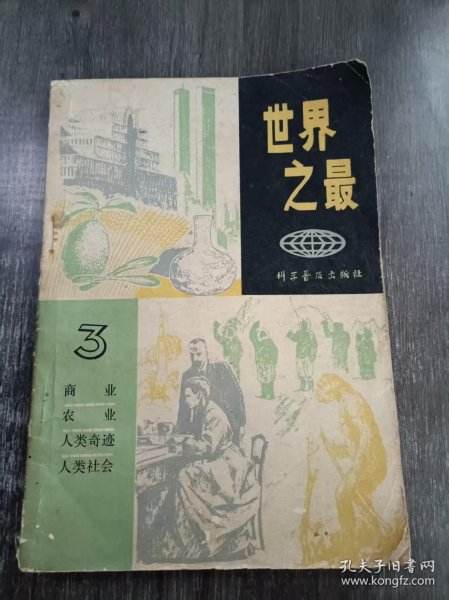 世界
之最
科学普及出版社
3
商 业
农 业
人类奇迹
人类社会
孔夫子旧书网
www.kongfz.com